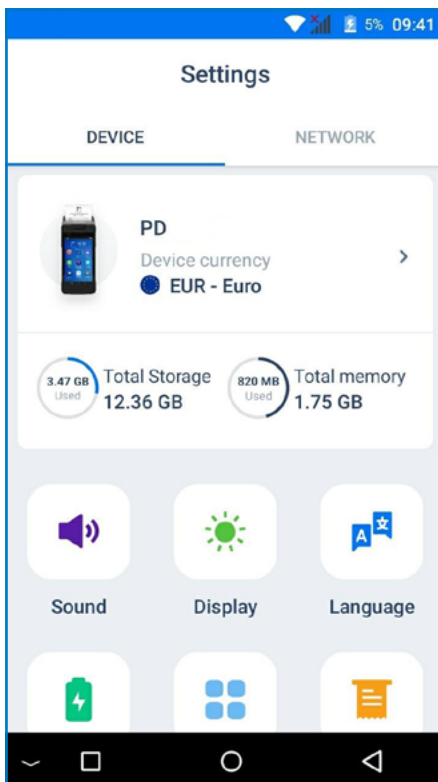 5% 09:41
Settings
DEVICE NETWORK
PD
Device currency
EUR - Euro
3.47 GB
Used
Total Storage
12.36 GB
820 MB
Used
Total memory
1.75 GB
Sound Display Language
A 文